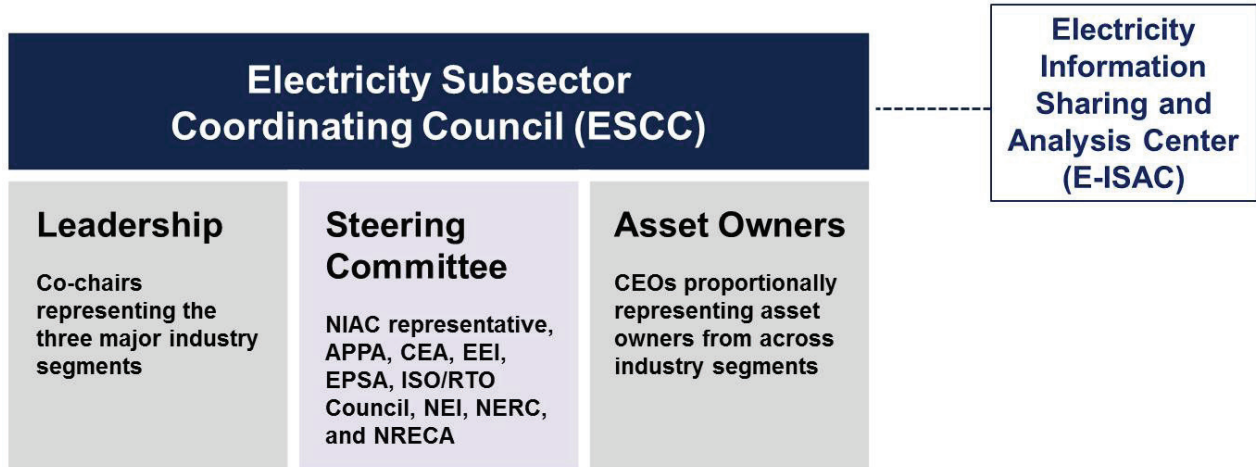 Electricity Subsector
Coordinating Council (ESCC)
Electricity
Information
Sharing and
Analysis Center
(E-ISAC)
Leadership
Co-chairs
representing the
three major industry
segments
Steering
Committee
NIAC representative,
APPA, CEA, EEI,
EPSA, ISO/RTO
Council, NEI, NERC,
and NRECA
Asset Owners
CEOs proportionally
representing asset
owners from across
industry segments